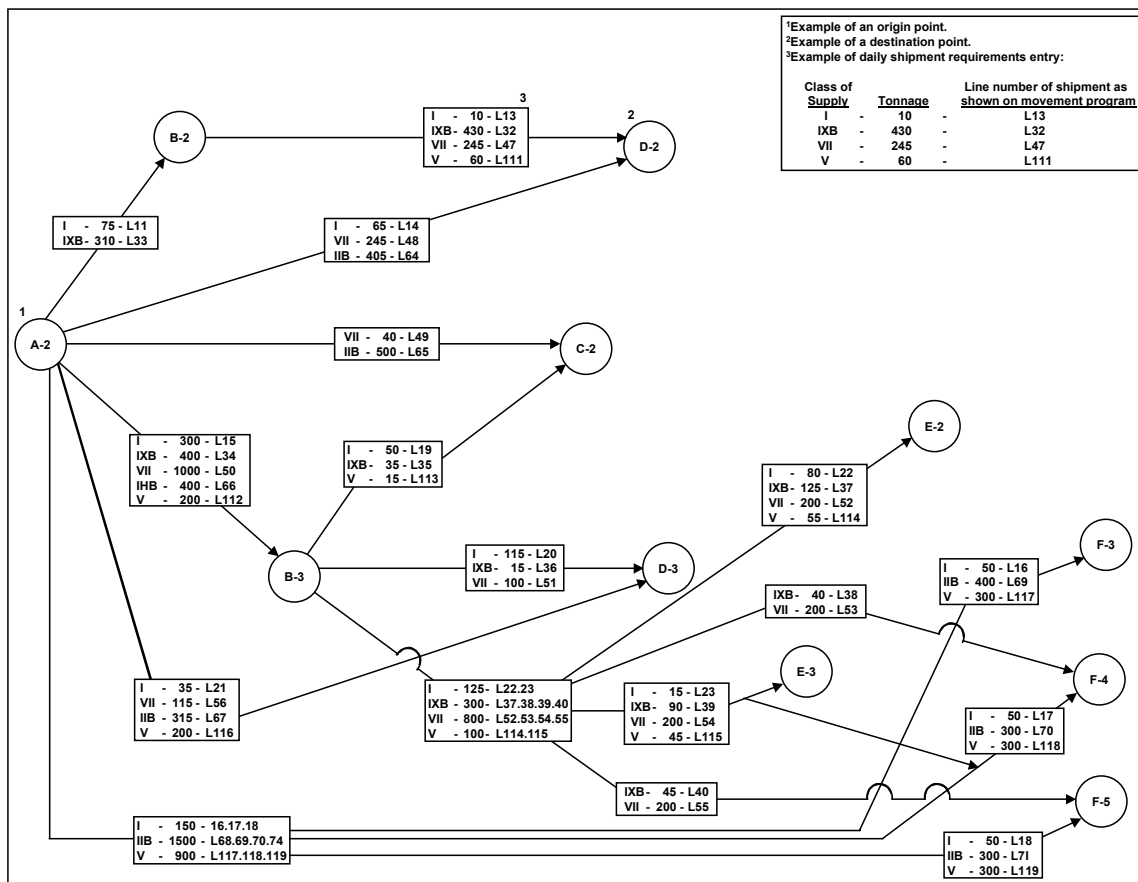 ¹Example of an origin point.
²Example of a destination point.
³Example of daily shipment requirements entry:
Class of Supply Tonnage Line number of shipment as shown on movement program
I - 10 - L13
IXB - 430 - L32
VII - 245 - L47
V - 60 - L111
3
I - 10 - L13
IXB- 430 - L32
VII - 245 - L47
V - 60 - L111
2
B-2
D-2
I - 75 - L11
IXB- 310 - L33
I - 65 - L14
VII - 245 - L48
IIB - 405 - L64
1
A-2
VII - 40 - L49
IIB - 500 - L65
C-2
I - 300 - L15
IXB - 400 - L34
VII - 1000 - L50
IHB - 400 - L66
V - 200 - L112
I - 50 - L19
IXB- 35 - L35
V - 15 - L113
E-2
I - 80 - L22
IXB- 125 - L37
VII - 200 - L52
V - 55 - L114
B-3
I - 115 - L20
IXB - 15 - L36
VII - 100 - L51
D-3
F-3
I - 50 - L16
IIB - 400 - L69
V - 300 - L117
IXB - 40 - L38
VII - 200 - L53
I - 35 - L21
VII - 115 - L56
IIB - 315 - L67
V - 200 - L116
I - 125- L22.23
IXB - 300- L37.38.39.40
VII - 800- L52.53.54.55
V - 100- L114.115
I - 15 - L23
IXB- 90 - L39
VII - 200 - L54
V - 45 - L115
E-3
F-4
I - 50- L17
IIB - 300 - L70
V - 300 - L118
IXB- 45 - L40
VII - 200 - L55
F-5
I - 150 - 16.17.18
IIB - 1500 - L68.69.70.74
V - 900 - L117.118.119
I - 50 - L18
IIB - 300 - L7I
V - 300 - L119